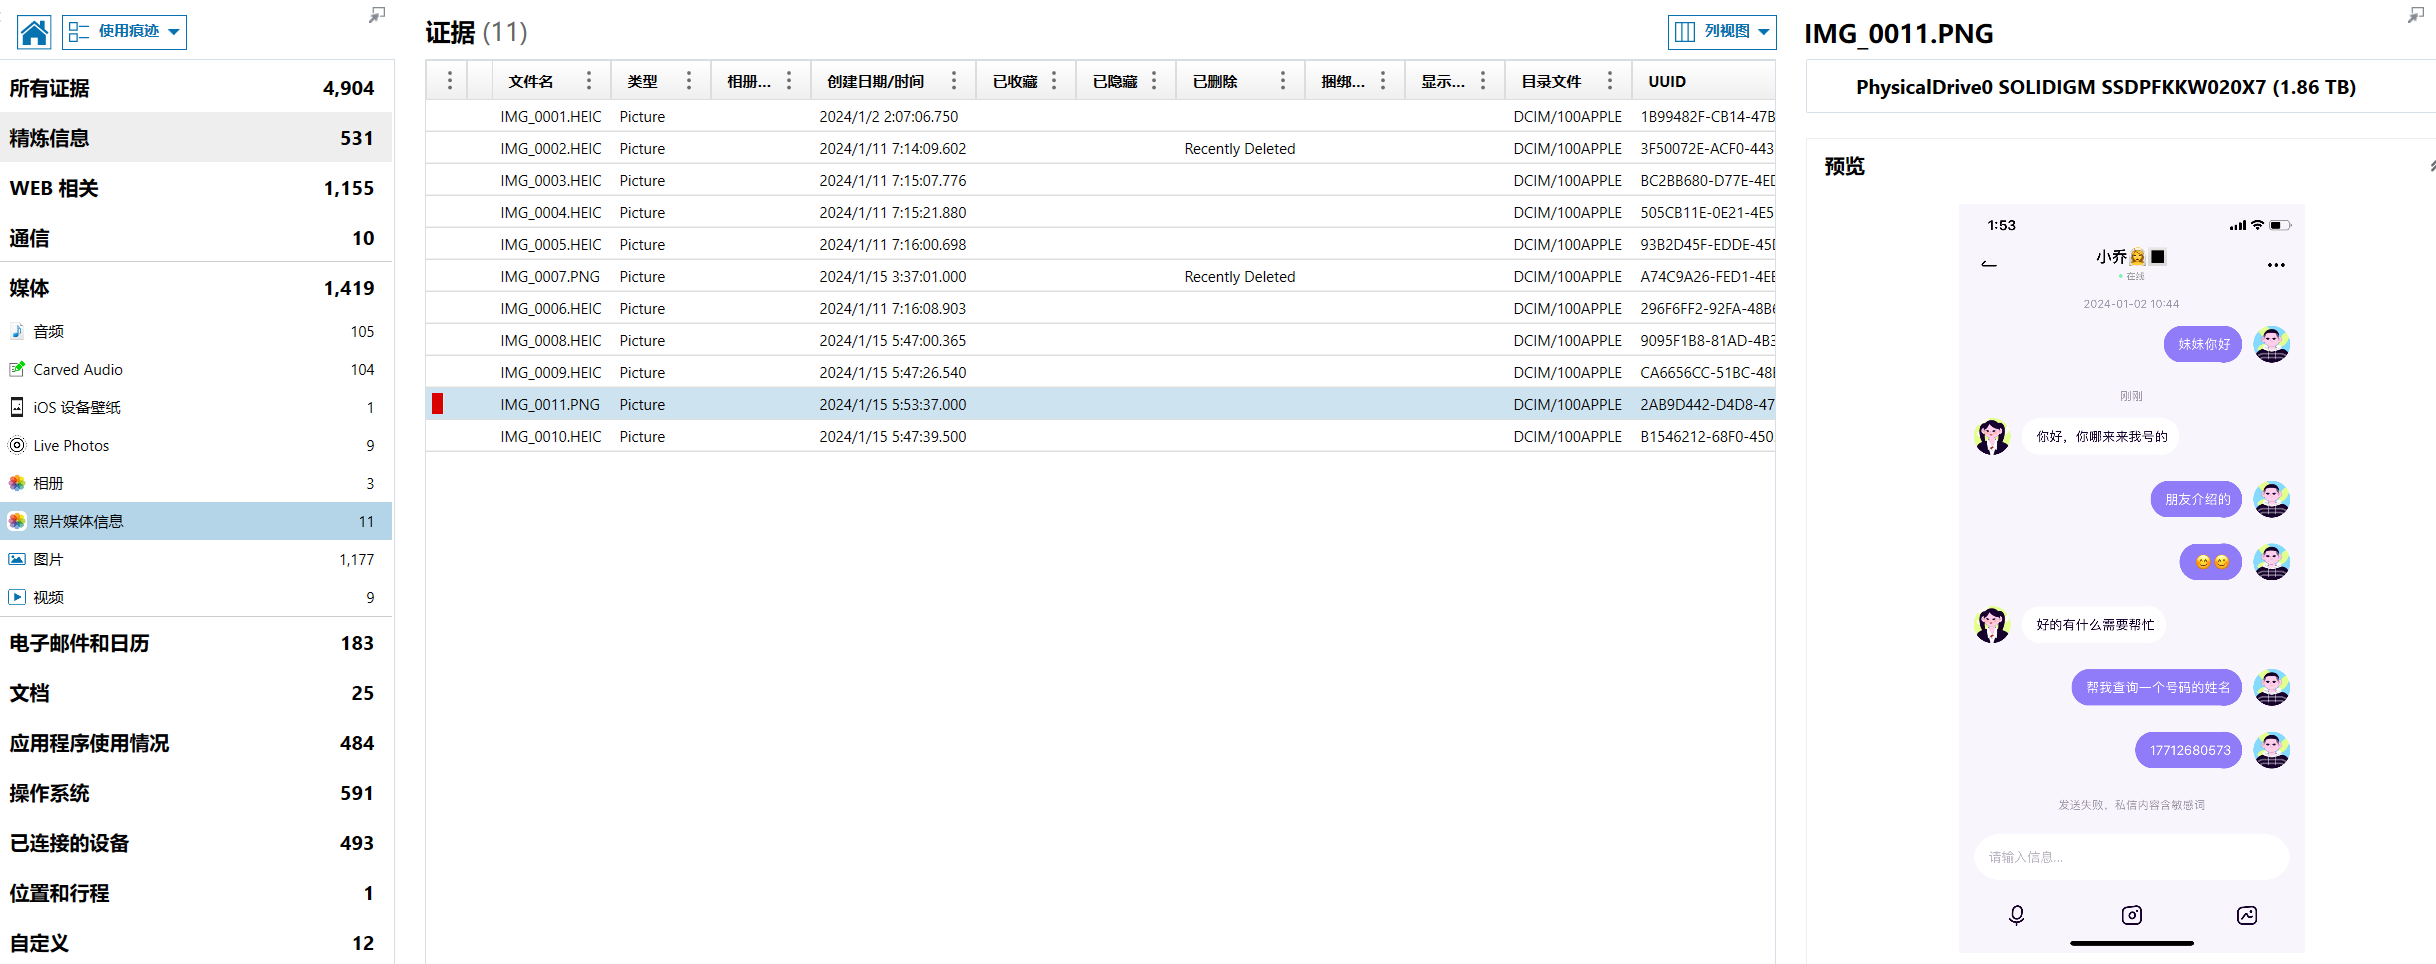 使用痕迹
所有证据 4,904
精炼信息 531
WEB 相关 1,155
通信 10
媒体 1,419
音频 105
Carved Audio 104
iOS 设备壁纸 1
Live Photos 9
相册 3
照片媒体信息 11
图片 1,177
视频 9
电子邮件和日历 183
文档 25
应用程序使用情况 484
操作系统 591
已连接的设备 493
位置和行程 1
自定义 12
证据 (11)
列视图
文件名 类型 相册... 创建日期/时间 已收藏 已隐藏 已删除 捆绑... 显示... 目录文件 UUID
IMG_0001.HEIC Picture 2024/1/2 2:07:06.750 DCIM/100APPLE 1B99482F-CB14-47B
IMG_0002.HEIC Picture 2024/1/11 7:14:09.602 Recently Deleted DCIM/100APPLE 3F50072E-ACF0-443
IMG_0003.HEIC Picture 2024/1/11 7:15:07.776 DCIM/100APPLE BC2BB680-D77E-4ED
IMG_0004.HEIC Picture 2024/1/11 7:15:21.880 DCIM/100APPLE 505CB11E-0E21-4E5
IMG_0005.HEIC Picture 2024/1/11 7:16:00.698 DCIM/100APPLE 93B2D45F-EDDE-45D
IMG_0007.PNG Picture 2024/1/15 3:37:01.000 Recently Deleted DCIM/100APPLE A74C9A26-FED1-4EE
IMG_0006.HEIC Picture 2024/1/11 7:16:08.903 DCIM/100APPLE 296F6FF2-92FA-48B6
IMG_0008.HEIC Picture 2024/1/15 5:47:00.365 DCIM/100APPLE 9095F1B8-81AD-4B3
IMG_0009.HEIC Picture 2024/1/15 5:47:26.540 DCIM/100APPLE CA6656CC-51BC-48
IMG_0011.PNG Picture 2024/1/15 5:53:37.000 DCIM/100APPLE 2AB9D442-D4D8-47
IMG_0010.HEIC Picture 2024/1/15 5:47:39.500 DCIM/100APPLE B1546212-68F0-450
IMG_0011.PNG
PhysicalDrive0 SOLIDIGM SSDPFKKW020X7 (1.86 TB)
预览
1:53
小乔
在线
2024-01-02 10:44
妹妹你好
刚刚
你好，你哪来来我号的
朋友介绍的
😊😊
好的有什么需要帮忙
帮我查询一个号码的姓名
17712680573
发送失败，私信内容含敏感词
请输入信息...